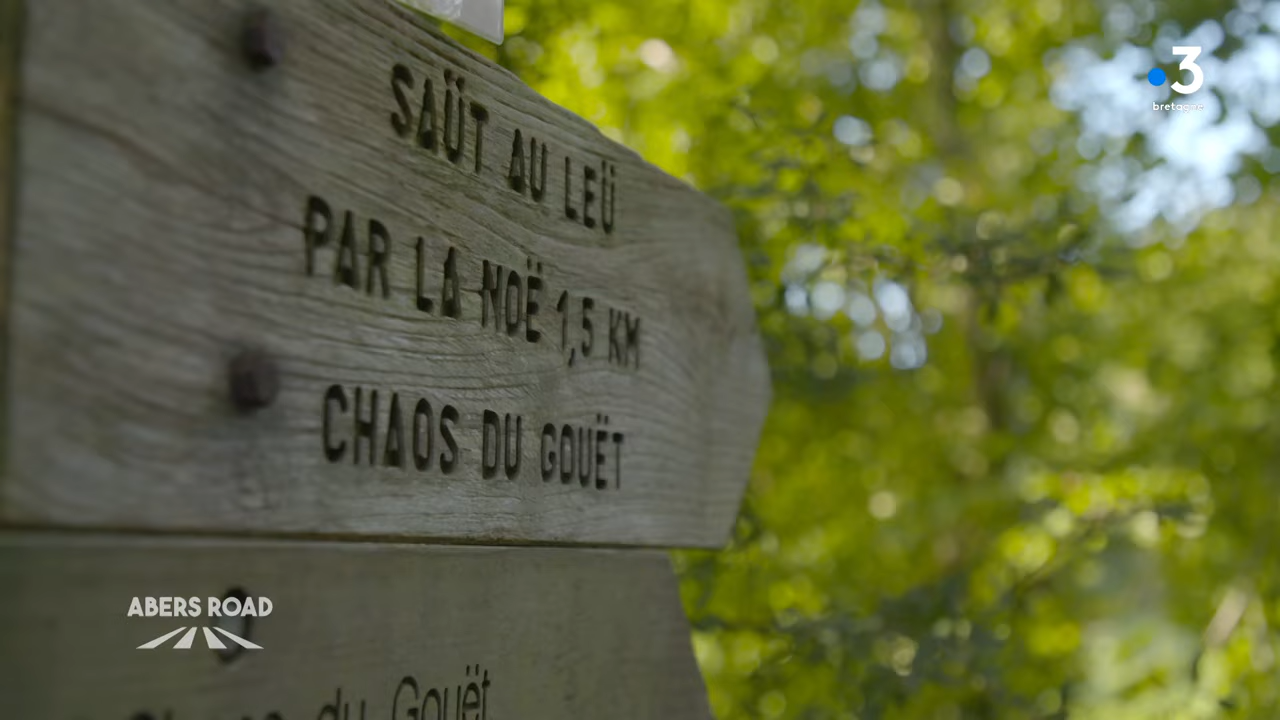 SAÜT AU LEÜ
PAR LA NOË 1,5 KM
CHAOS DU GOUËT
du Gouët
ABERS ROAD
3
bretagne